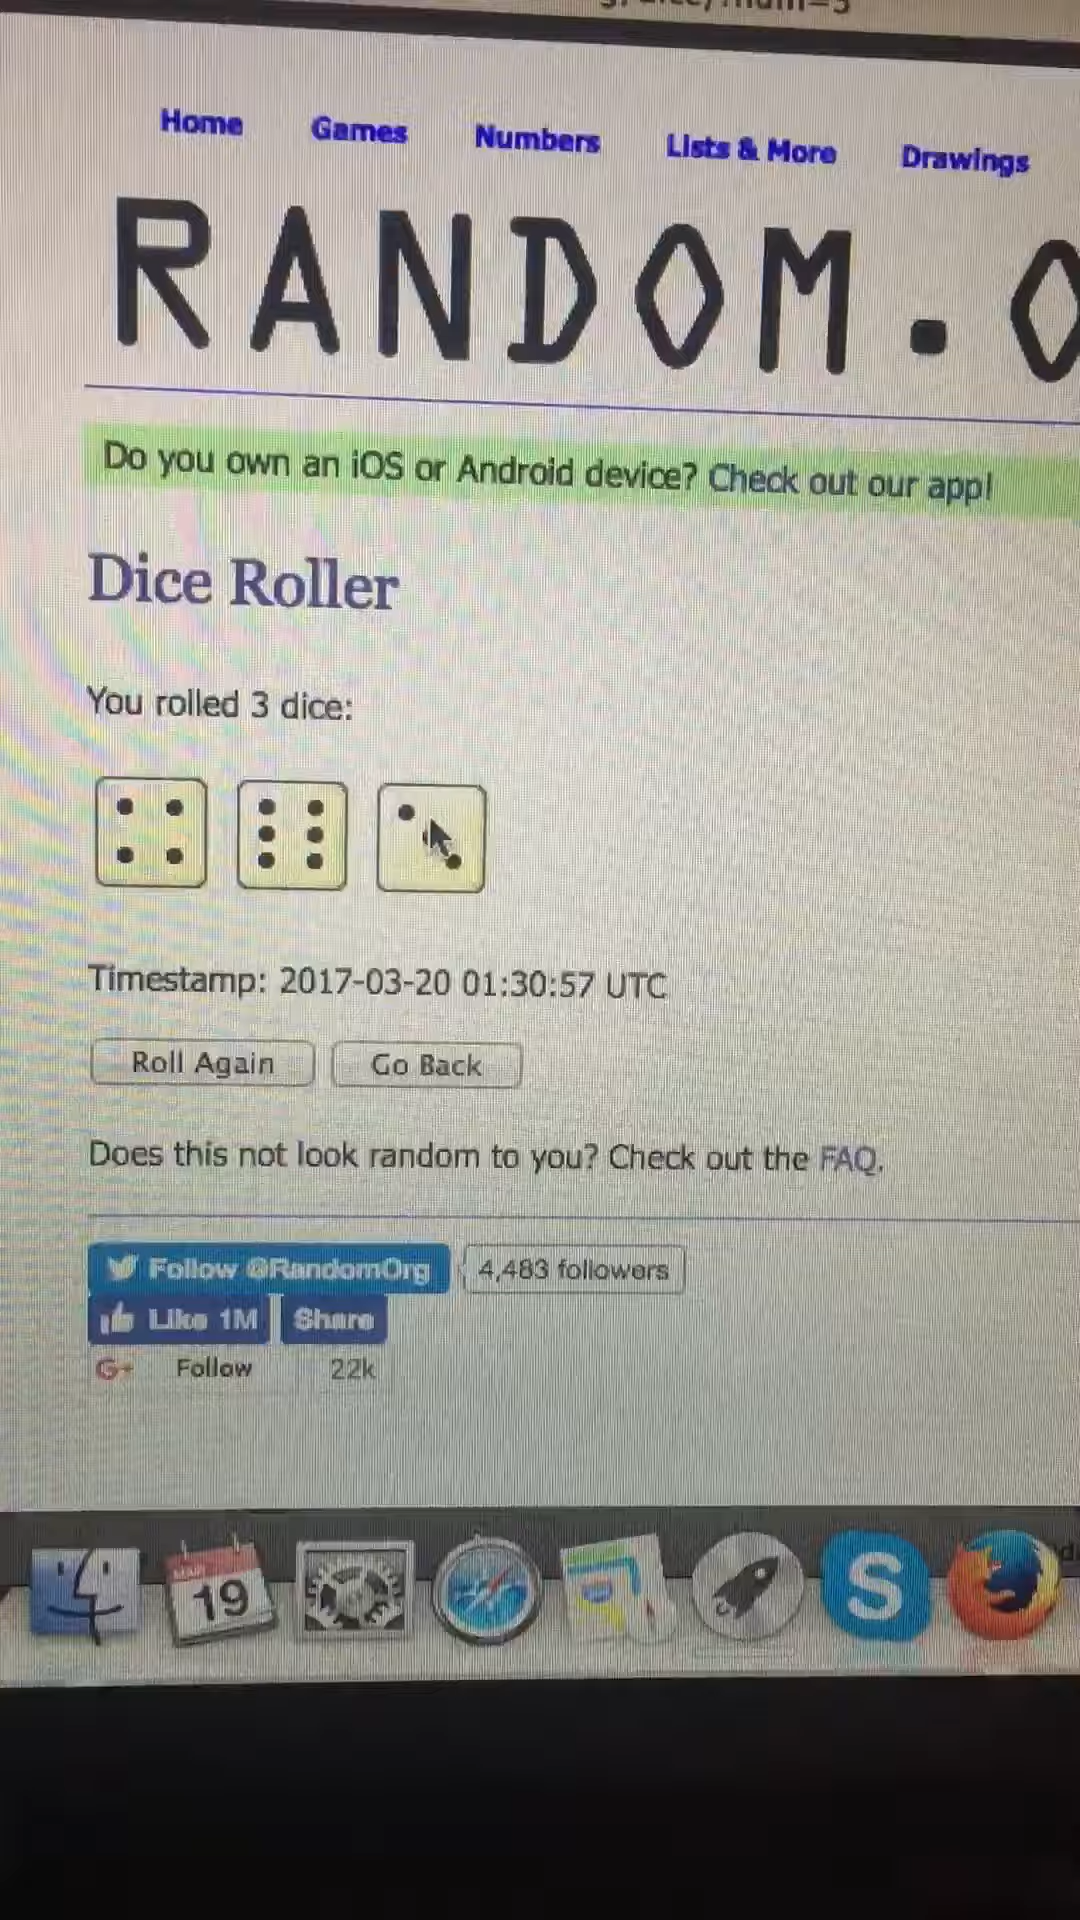 Home Games Numbers Lists & More Drawings
RANDOM.O
Do you own an iOS or Android device? Check out our app!
Dice Roller
You rolled 3 dice:
Timestamp: 2017-03-20 01:30:57 UTC
Roll Again Go Back
Does this not look random to you? Check out the FAQ.
Follow @RandomOrg 4,483 followers
Like 1M Share
G+ Follow 22k
MAR
19
S